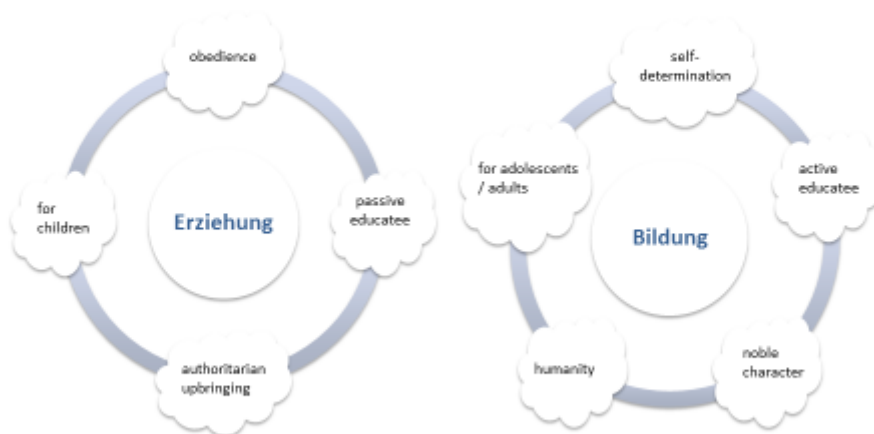 obedience
for
children
Erziehung
passive
educatee
authoritarian
upbringing
self-
determination
for adolescents
/ adults
active
educatee
Bildung
humanity
noble
character